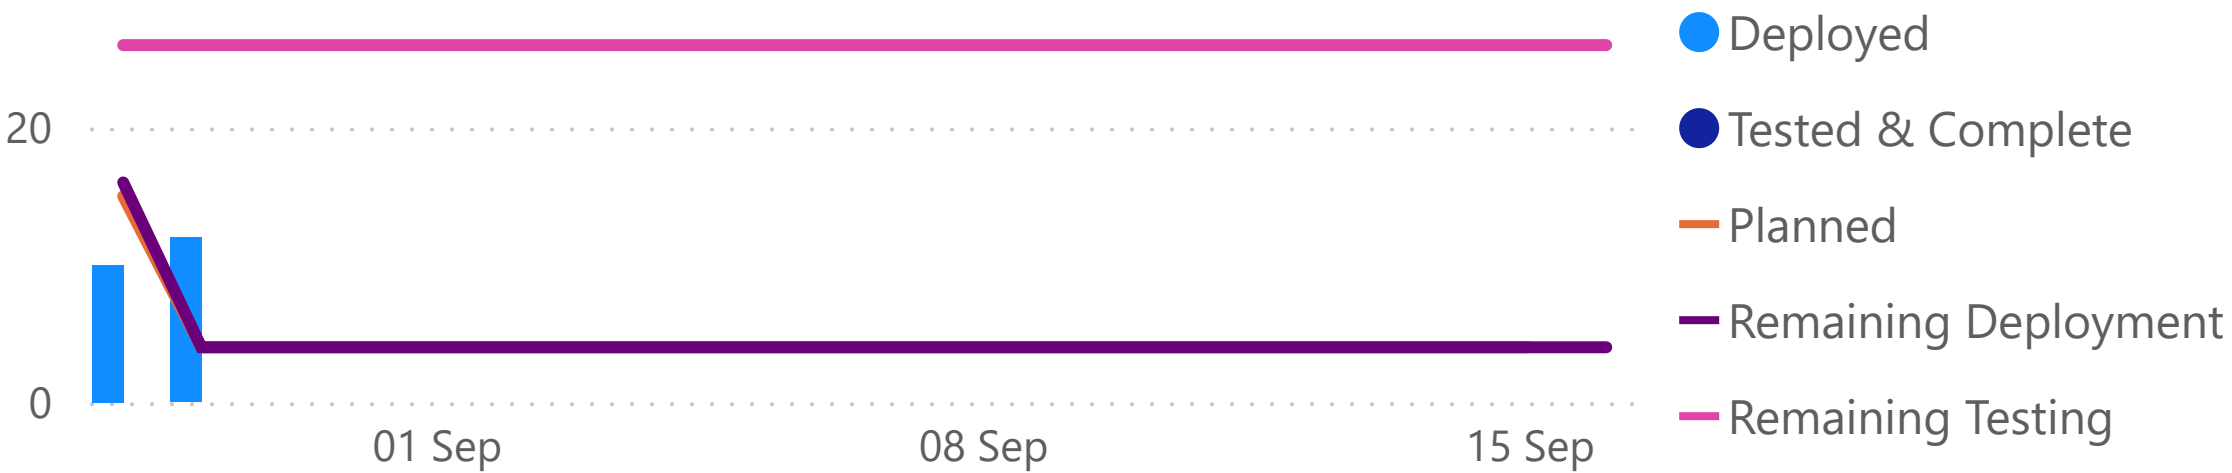 20
0
01 Sep
08 Sep
15 Sep
Deployed
Tested & Complete
Planned
Remaining Deployment
Remaining Testing